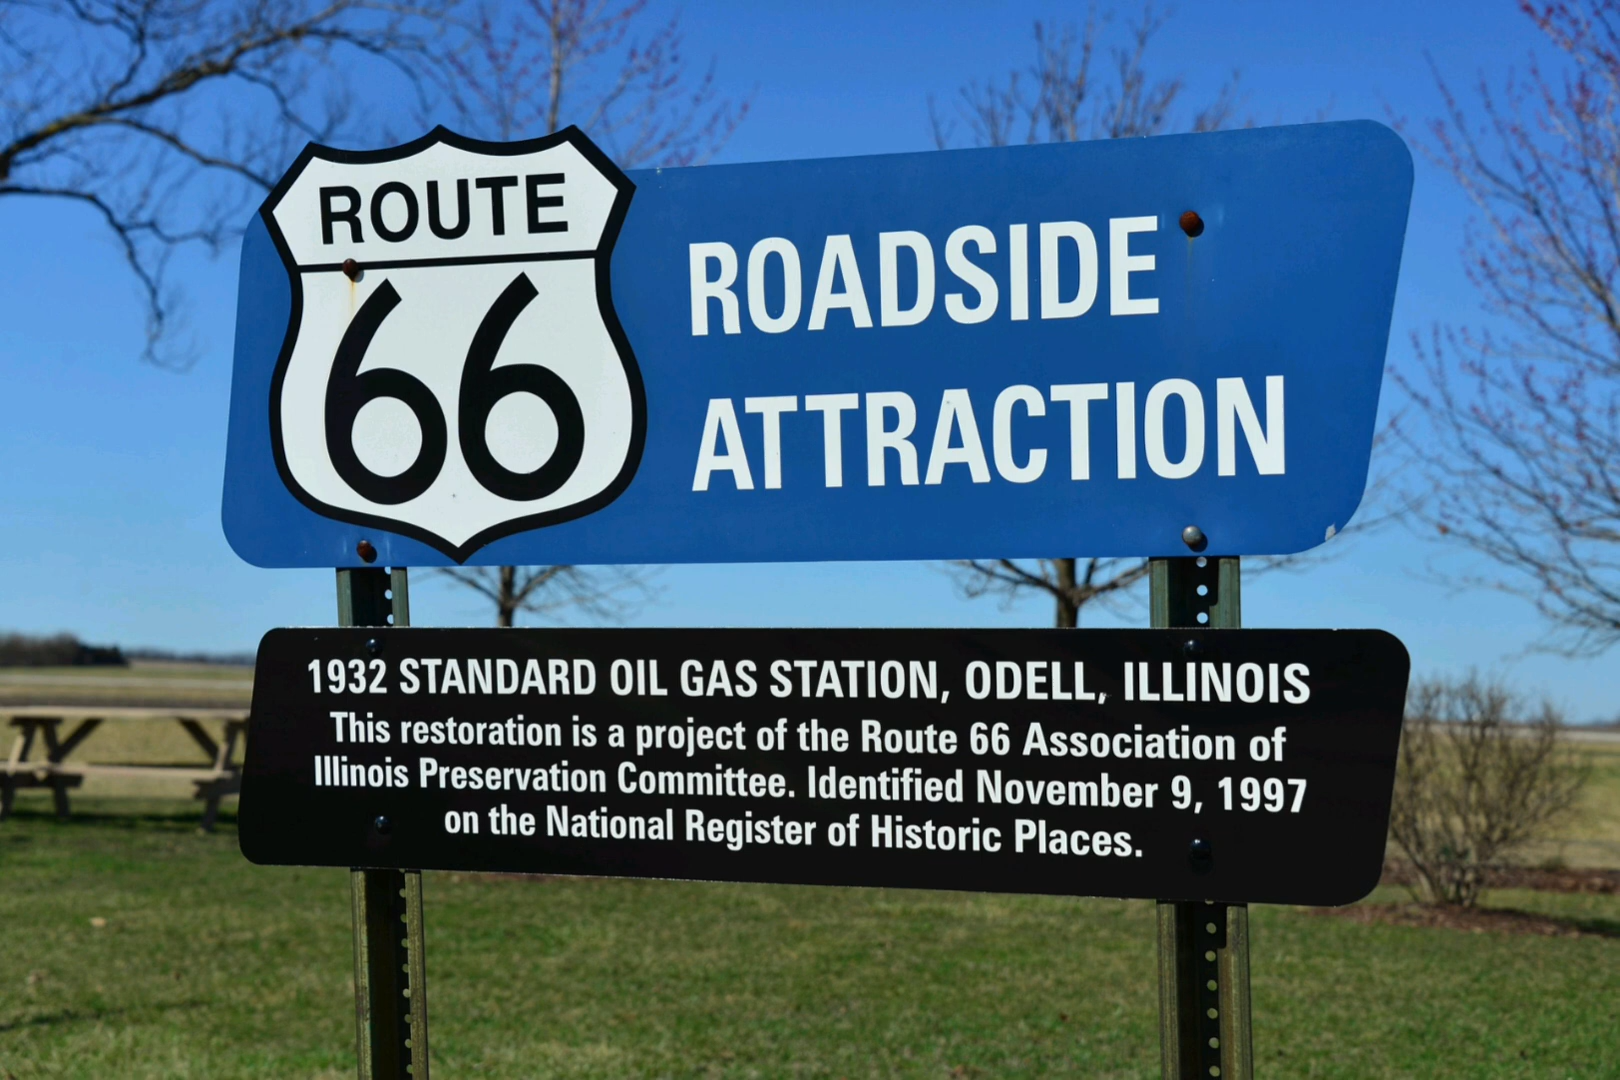 ROUTE
66
ROADSIDE
ATTRACTION
1932 STANDARD OIL GAS STATION, ODELL, ILLINOIS
This restoration is a project of the Route 66 Association of
Illinois Preservation Committee. Identified November 9, 1997
on the National Register of Historic Places.